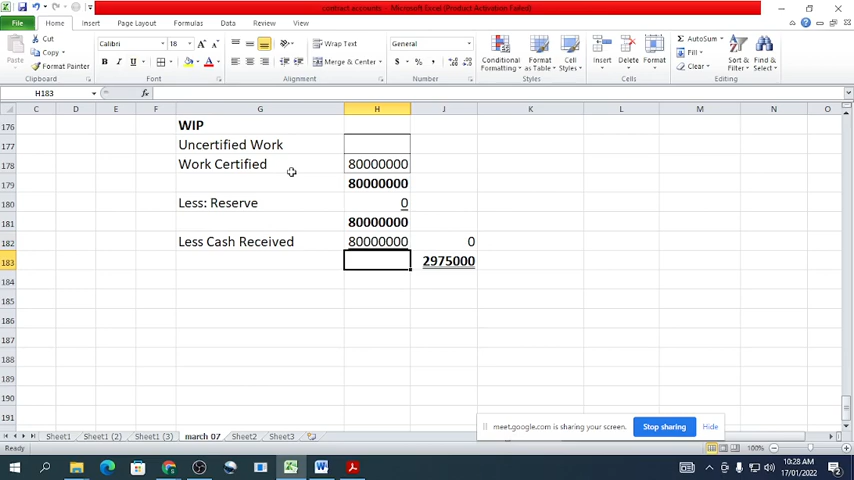 contract.accounts - Microsoft Excel (Product Activation Failed)
File Home Insert Page Layout Formulas Data Review View
Cut
Copy
Format Painter
Paste
Clipboard
Calibri 18
B I U
Font
Wrap Text
Merge & Center
Alignment
General
$ % ,
Number
Conditional Formatting
Format as Table
Cell Styles
Styles
Insert Delete Format
Cells
AutoSum
Fill
Clear
Sort & Filter
Find & Select
Editing
H183 fx
C D E F G H J K L M N O
176 WIP
177 Uncertified Work
178 Work Certified 80000000
179 80000000
180 Less: Reserve 0
181 80000000
182 Less Cash Received 80000000 0
183 2975000
184
185
186
187
188
189
190
191
meet.google.com is sharing your screen. Stop sharing Hide
Sheet1 Sheet1 (2) Sheet1 (3) march 07 Sheet2 Sheet3
Ready 100%
10:28 AM
17/01/2022
2